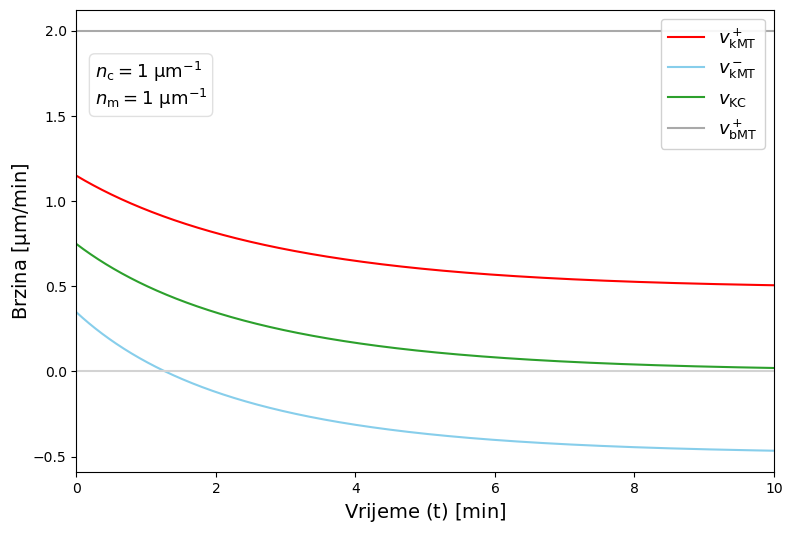 2.0
1.5
1.0
0.5
0.0
−0.5
Brzina [µm/min]
n_c = 1 µm⁻¹
n_m = 1 µm⁻¹
v⁺_kMT
v⁻_kMT
v_KC
v⁺_bMT
0 2 4 6 8 10
Vrijeme (t) [min]